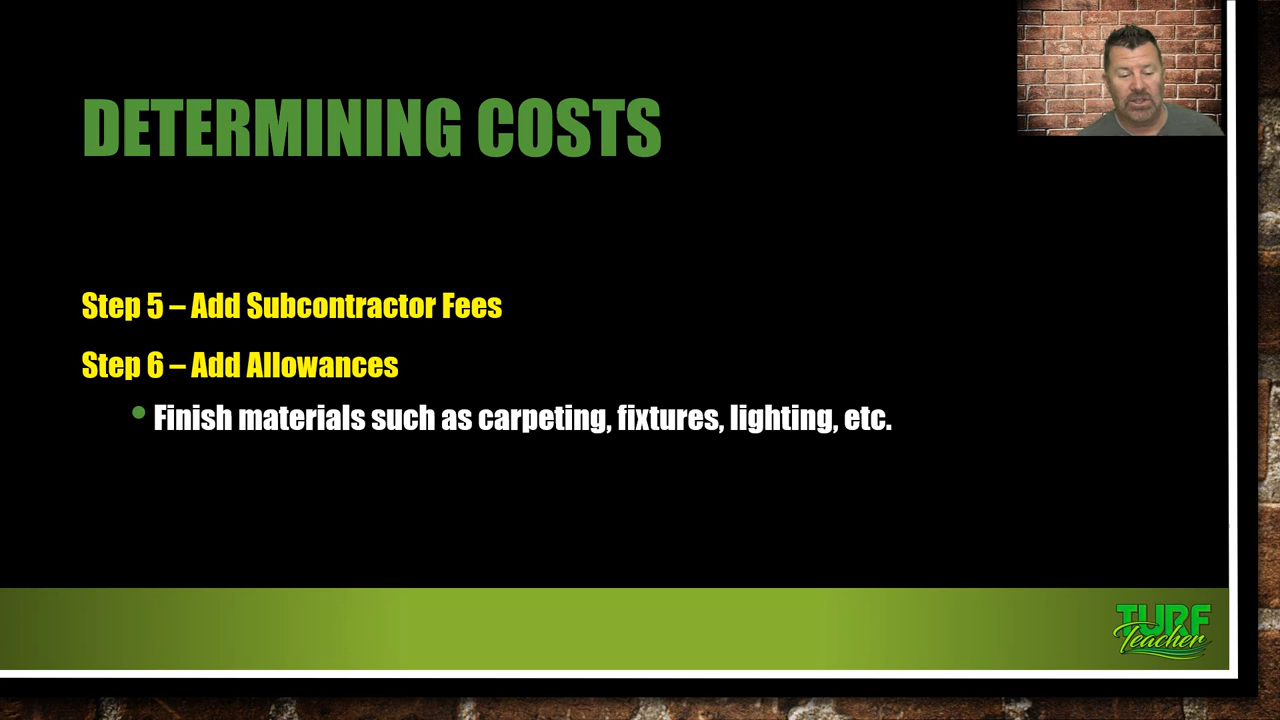 DETERMINING COSTS
Step 5 – Add Subcontractor Fees
Step 6 – Add Allowances
Finish materials such as carpeting, fixtures, lighting, etc.
TURF
Teacher